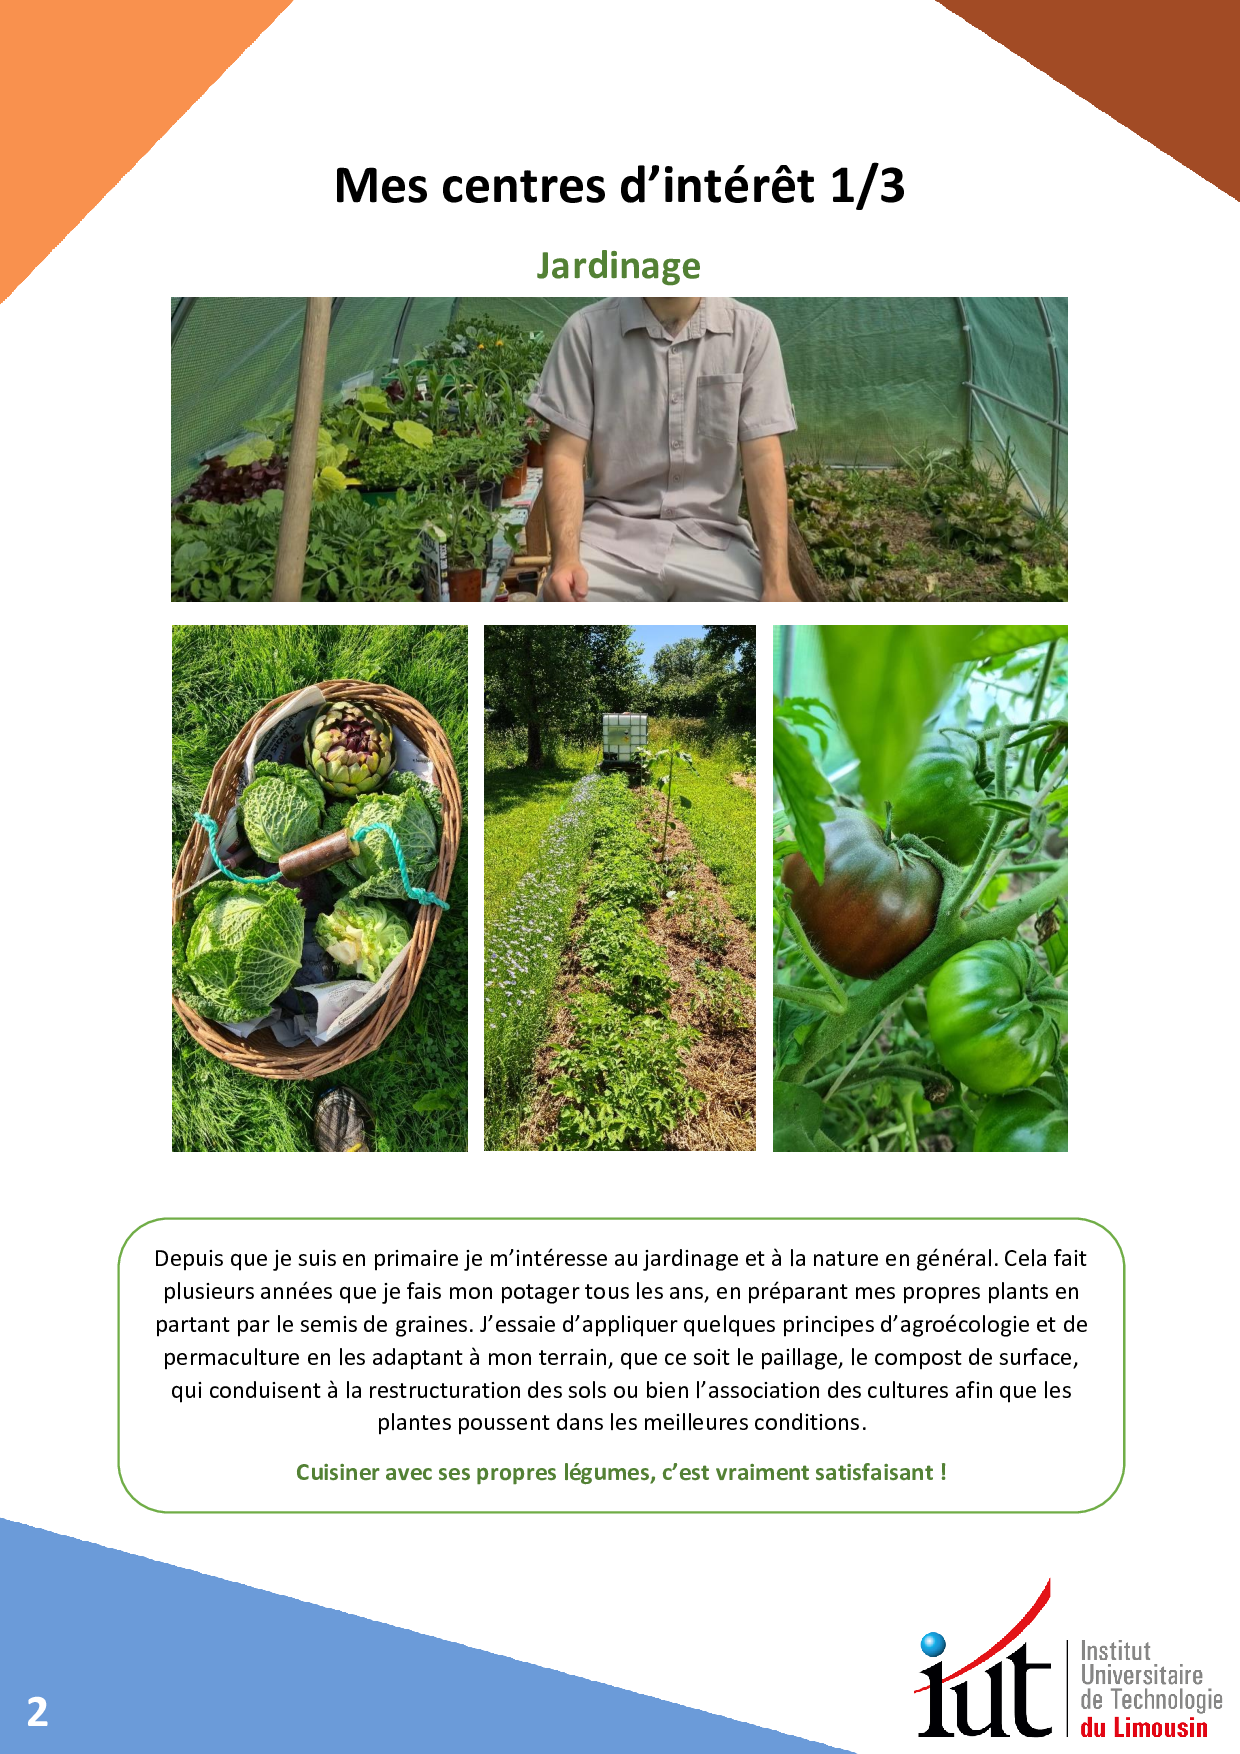 Mes centres d’intérêt 1/3
Jardinage
Depuis que je suis en primaire je m’intéresse au jardinage et à la nature en général. Cela fait
plusieurs années que je fais mon potager tous les ans, en préparant mes propres plants en
partant par le semis de graines. J’essaie d’appliquer quelques principes d’agroécologie et de
permaculture en les adaptant à mon terrain, que ce soit le paillage, le compost de surface,
qui conduisent à la restructuration des sols ou bien l’association des cultures afin que les
plantes poussent dans les meilleures conditions.
Cuisiner avec ses propres légumes, c’est vraiment satisfaisant !
2
iut
Institut
Universitaire
de Technologie
du Limousin